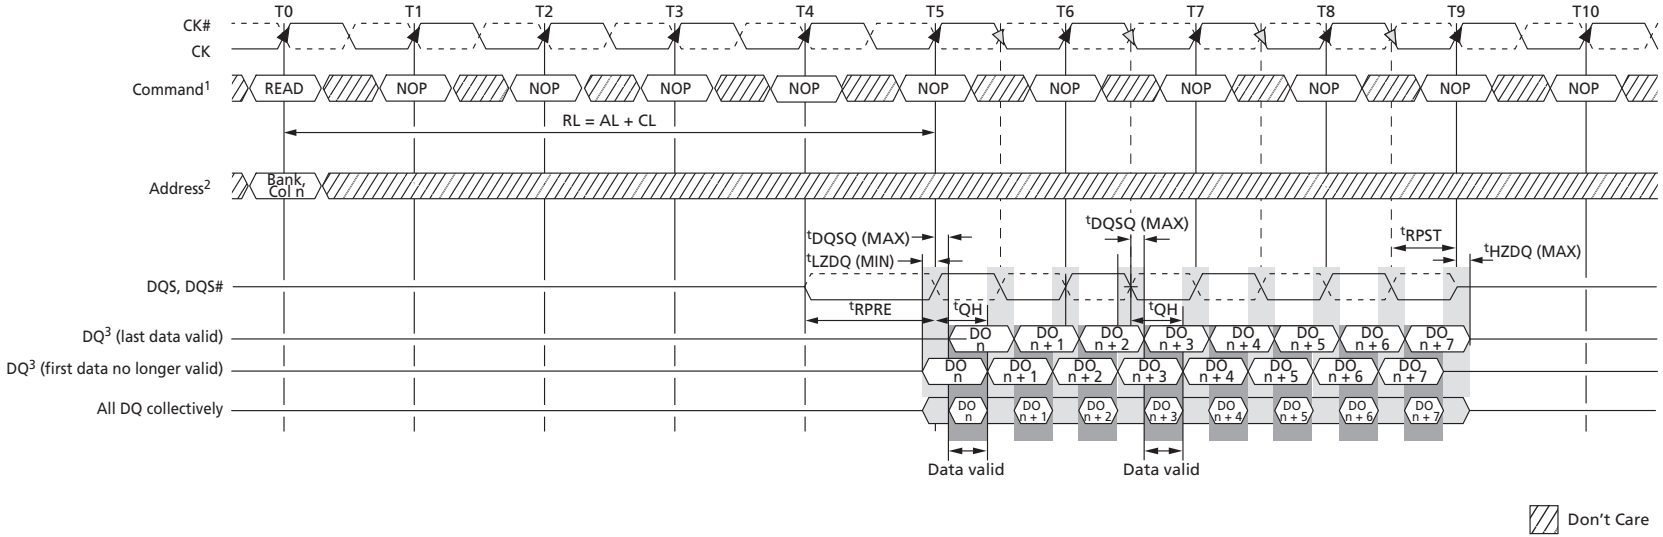 T0 T1 T2 T3 T4 T5 T6 T7 T8 T9 T10
CK#
CK
Command1 READ NOP NOP NOP NOP NOP NOP NOP NOP NOP NOP
RL = AL + CL
Address2 Bank, Col n
tDQSQ (MAX) tDQSQ (MAX) tRPST tHZDQ (MAX)
tLZDQ (MIN)
DQS, DQS#
tRPRE tQH tQH
DQ3 (last data valid) DO n DO n + 1 DO n + 2 DO n + 3 DO n + 4 DO n + 5 DO n + 6 DO n + 7
DQ3 (first data no longer valid) DO n DO n + 1 DO n + 2 DO n + 3 DO n + 4 DO n + 5 DO n + 6 DO n + 7
All DQ collectively DO n DO n + 1 DO n + 2 DO n + 3 DO n + 4 DO n + 5 DO n + 6 DO n + 7
Data valid Data valid
Don't Care